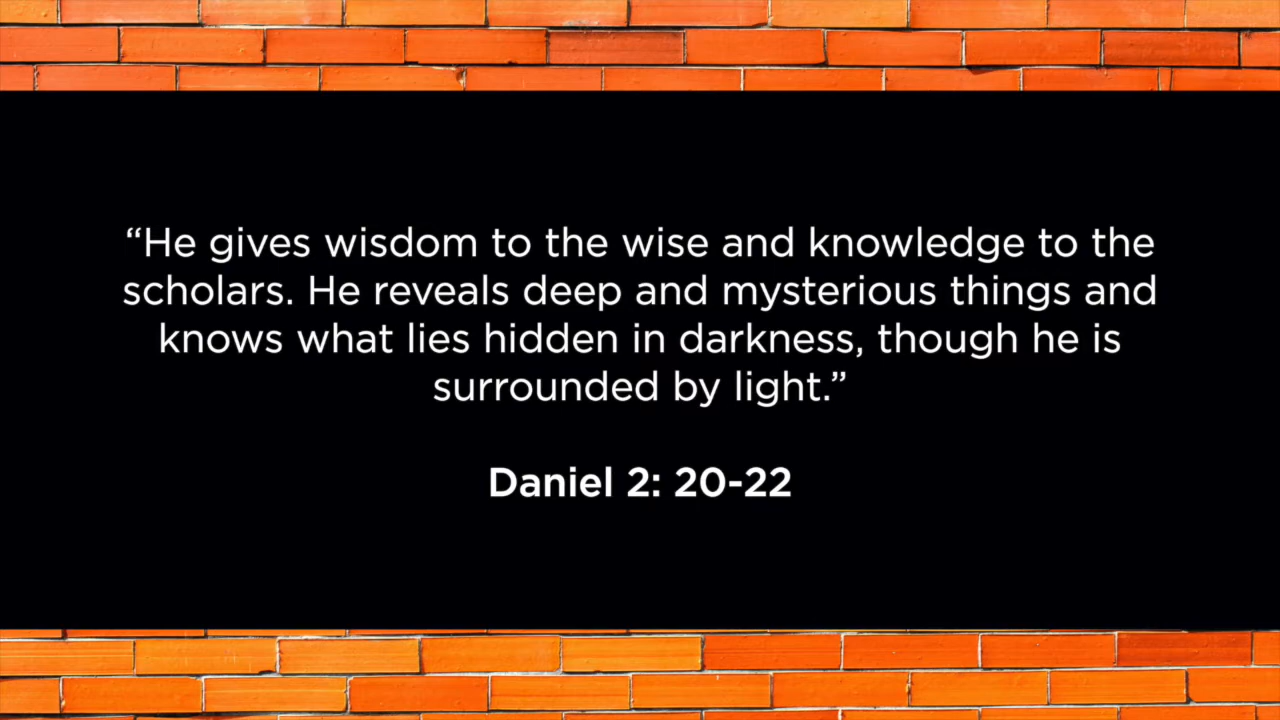 “He gives wisdom to the wise and knowledge to the
scholars. He reveals deep and mysterious things and
knows what lies hidden in darkness, though he is
surrounded by light.”
Daniel 2: 20-22